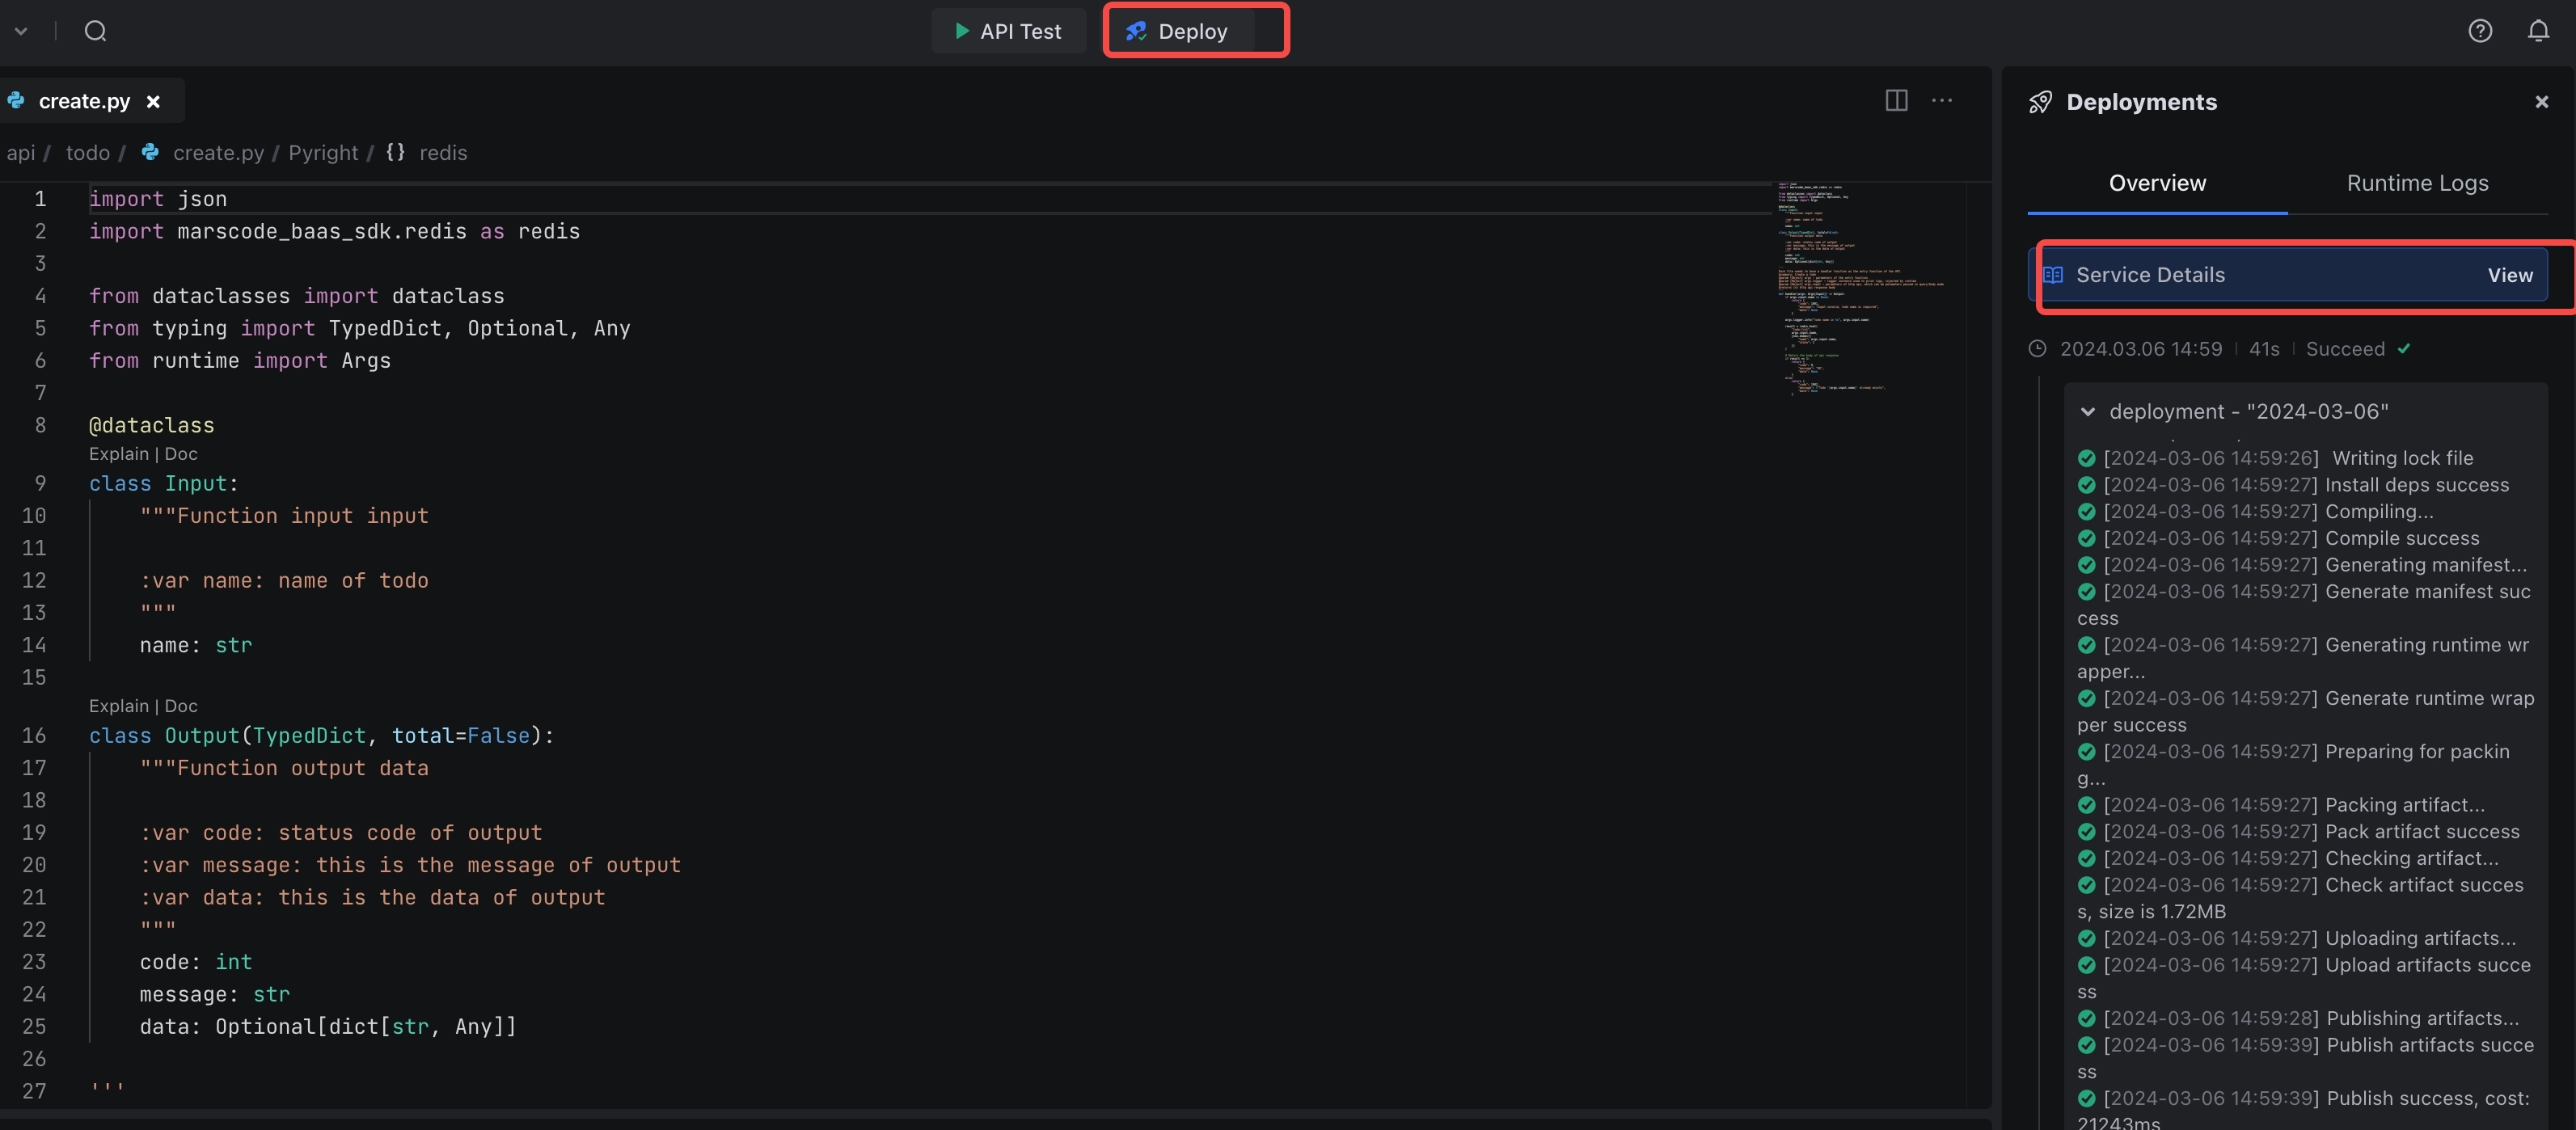 API Test
Deploy
create.py
api / todo / create.py / Pyright / {} redis
1 import json
2 import marscode_baas_sdk.redis as redis
3
4 from dataclasses import dataclass
5 from typing import TypedDict, Optional, Any
6 from runtime import Args
7
8 @dataclass
Explain | Doc
9 class Input:
10 """Function input input
11
12 :var name: name of todo
13 """
14 name: str
15
Explain | Doc
16 class Output(TypedDict, total=False):
17 """Function output data
18
19 :var code: status code of output
20 :var message: this is the message of output
21 :var data: this is the data of output
22 """
23 code: int
24 message: str
25 data: Optional[dict[str, Any]]
26
27 '''
Deployments
Overview
Runtime Logs
Service Details
View
2024.03.06 14:59 | 41s | Succeed
deployment - "2024-03-06"
[2024-03-06 14:59:26] Writing lock file
[2024-03-06 14:59:27] Install deps success
[2024-03-06 14:59:27] Compiling...
[2024-03-06 14:59:27] Compile success
[2024-03-06 14:59:27] Generating manifest...
[2024-03-06 14:59:27] Generate manifest suc
cess
[2024-03-06 14:59:27] Generating runtime wr
apper...
[2024-03-06 14:59:27] Generate runtime wrap
per success
[2024-03-06 14:59:27] Preparing for packin
g...
[2024-03-06 14:59:27] Packing artifact...
[2024-03-06 14:59:27] Pack artifact success
[2024-03-06 14:59:27] Checking artifact...
[2024-03-06 14:59:27] Check artifact succes
s, size is 1.72MB
[2024-03-06 14:59:27] Uploading artifacts...
[2024-03-06 14:59:27] Upload artifacts succe
ss
[2024-03-06 14:59:28] Publishing artifacts...
[2024-03-06 14:59:39] Publish artifacts succe
ss
[2024-03-06 14:59:39] Publish success, cost:
21243ms